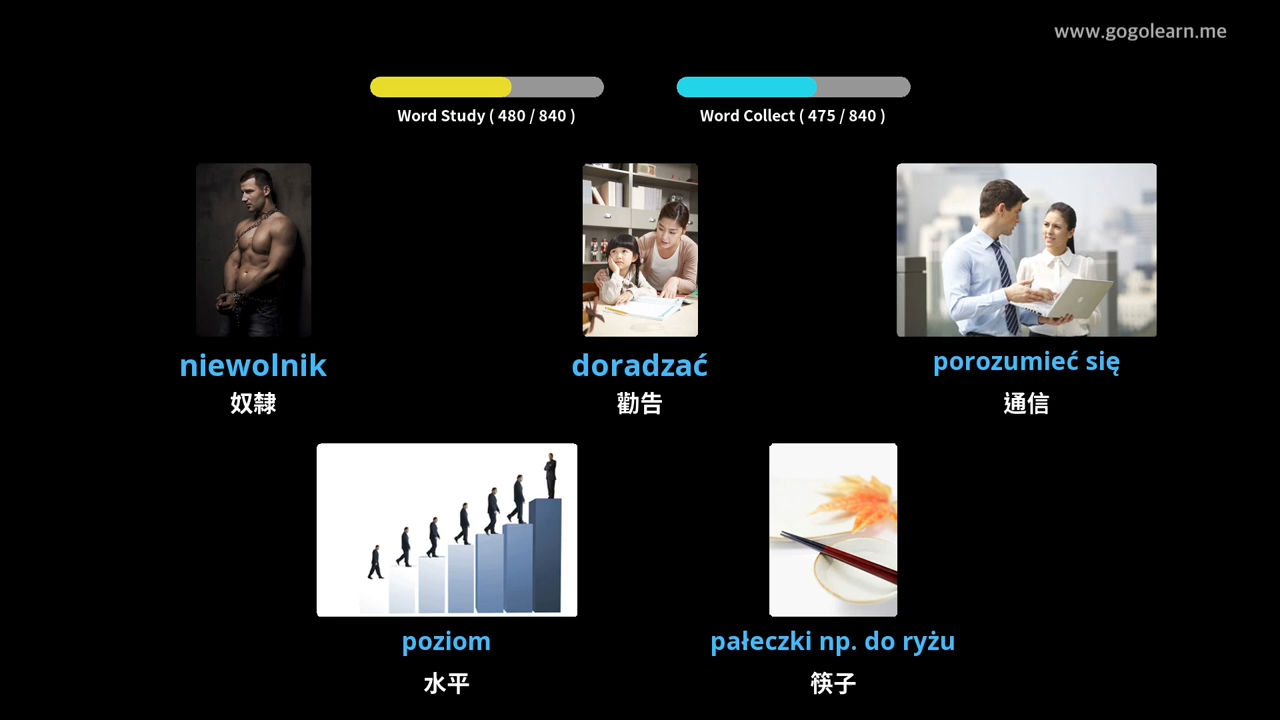 www.gogolearn.me
Word Study ( 480 / 840 )
Word Collect ( 475 / 840 )
niewolnik
奴隸
doradzać
勸告
porozumieć się
通信
poziom
水平
pałeczki np. do ryżu
筷子